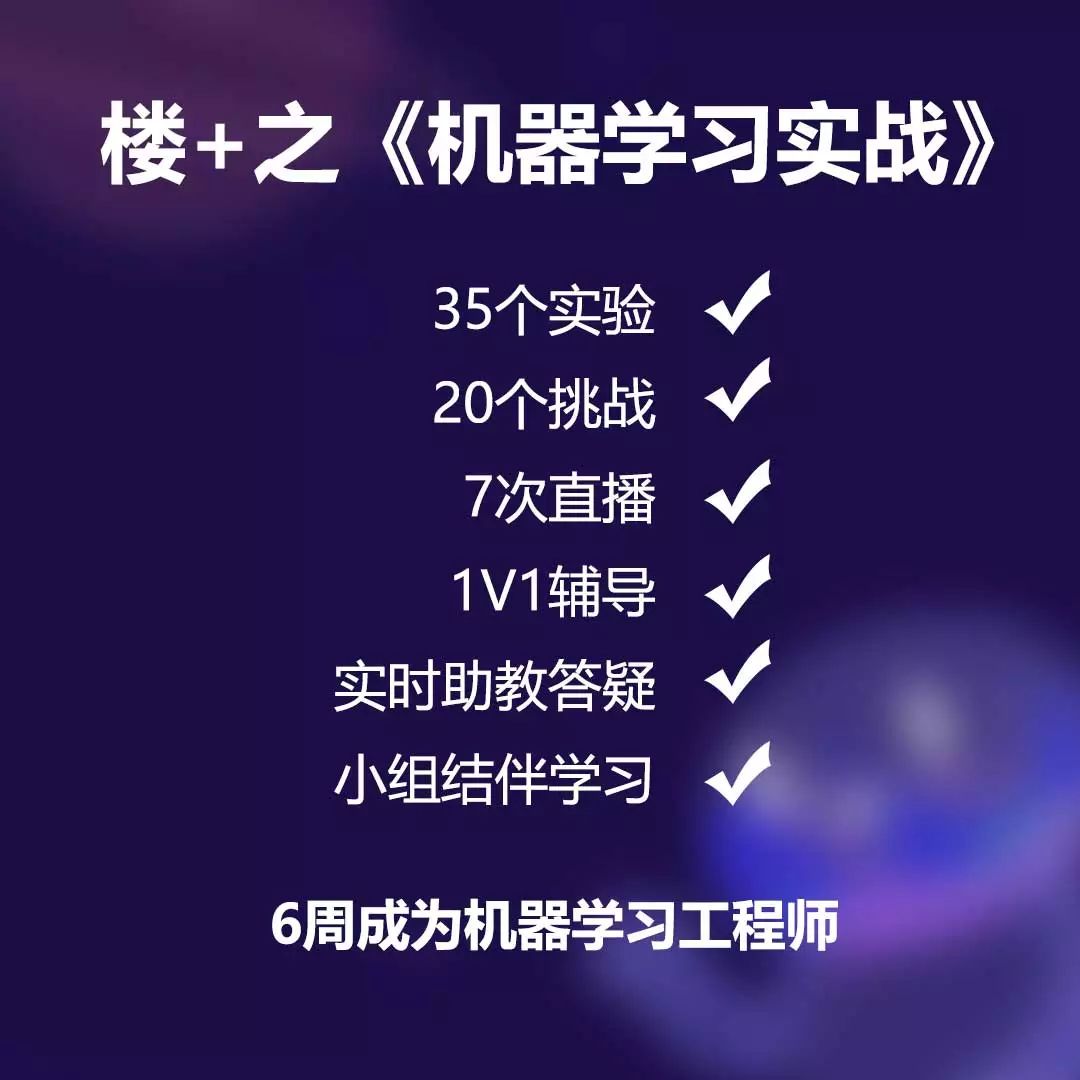 楼+之《机器学习实战》
35个实验
20个挑战
7次直播
1V1辅导
实时助教答疑
小组结伴学习
6周成为机器学习工程师